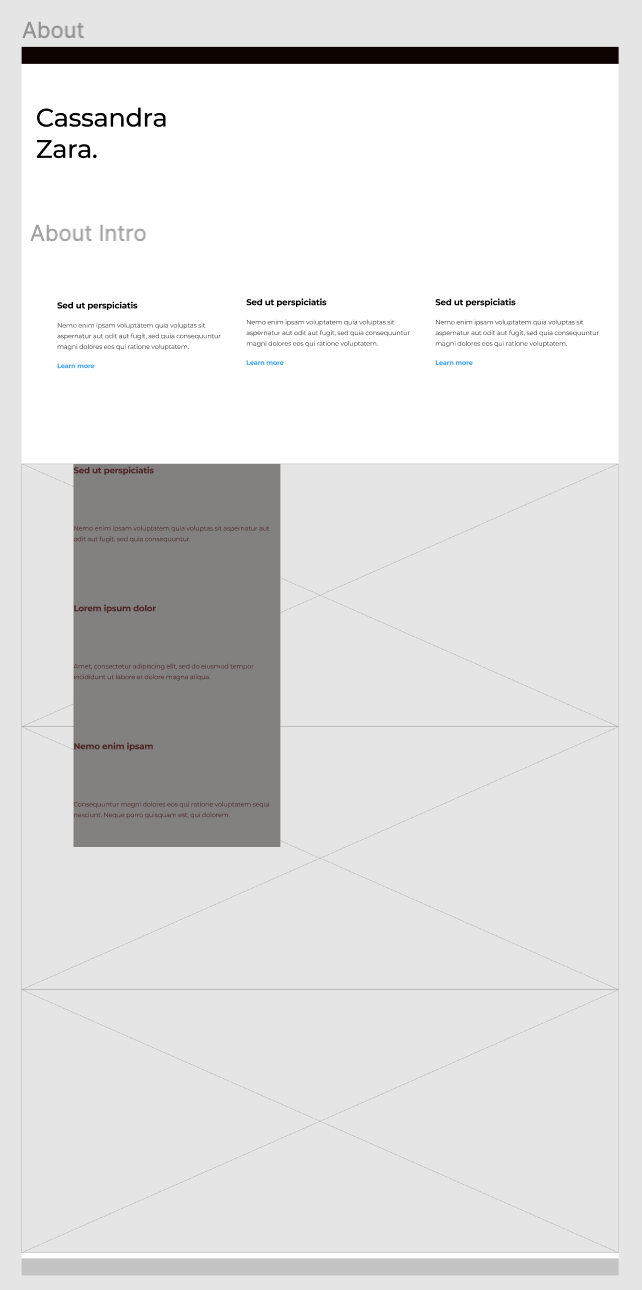 About
Cassandra
Zara.
About Intro
Sed ut perspiciatis
Nemo enim ipsam voluptatem quia voluptas sit
aspernatur aut odit aut fugit, sed quia consequuntur
magni dolores eos qui ratione voluptatem.
Learn more
Sed ut perspiciatis
Nemo enim ipsam voluptatem quia voluptas sit
aspernatur aut odit aut fugit, sed quia consequuntur
magni dolores eos qui ratione voluptatem.
Learn more
Sed ut perspiciatis
Nemo enim ipsam voluptatem quia voluptas sit
aspernatur aut odit aut fugit, sed quia consequuntur
magni dolores eos qui ratione voluptatem.
Learn more
Sed ut perspiciatis
Nemo enim ipsam voluptatem quia voluptas sit aspernatur aut
odit aut fugit, sed quia consequuntur.
Lorem ipsum dolor
Amet, consectetur adipiscing elit, sed do eiusmod tempor
incididunt ut labore et dolore magna aliqua.
Nemo enim ipsam
Consequuntur magni dolores eos qui ratione voluptatem sequi
nesciunt. Neque porro quisquam est, qui dolorem.